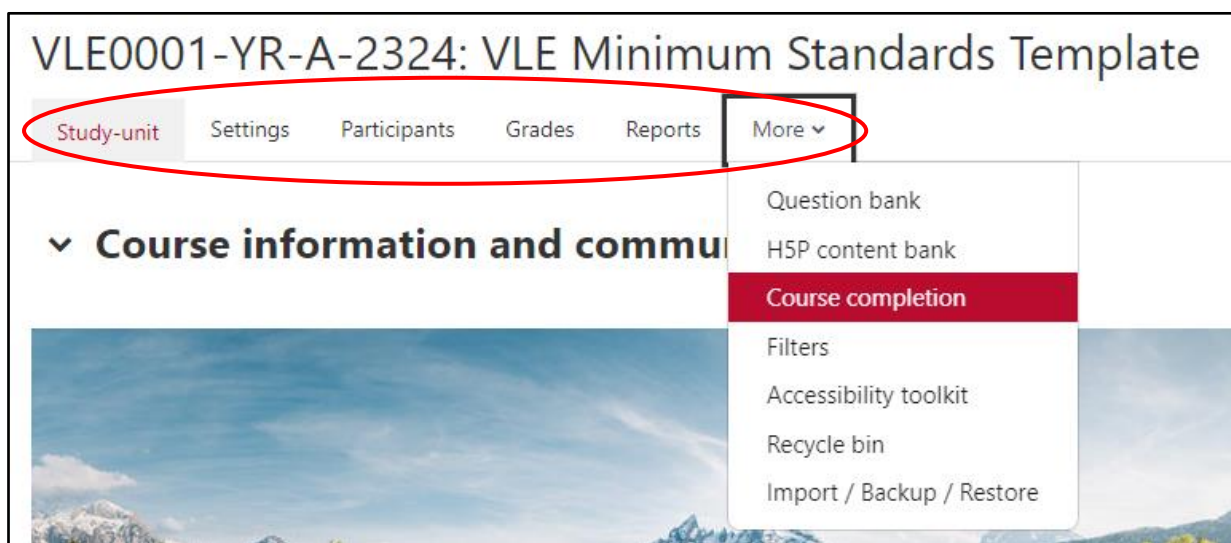 VLE0001-YR-A-2324: VLE Minimum Standards Template
Study-unit Settings Participants Grades Reports More
Course information and commu
Question bank
H5P content bank
Course completion
Filters
Accessibility toolkit
Recycle bin
Import / Backup / Restore